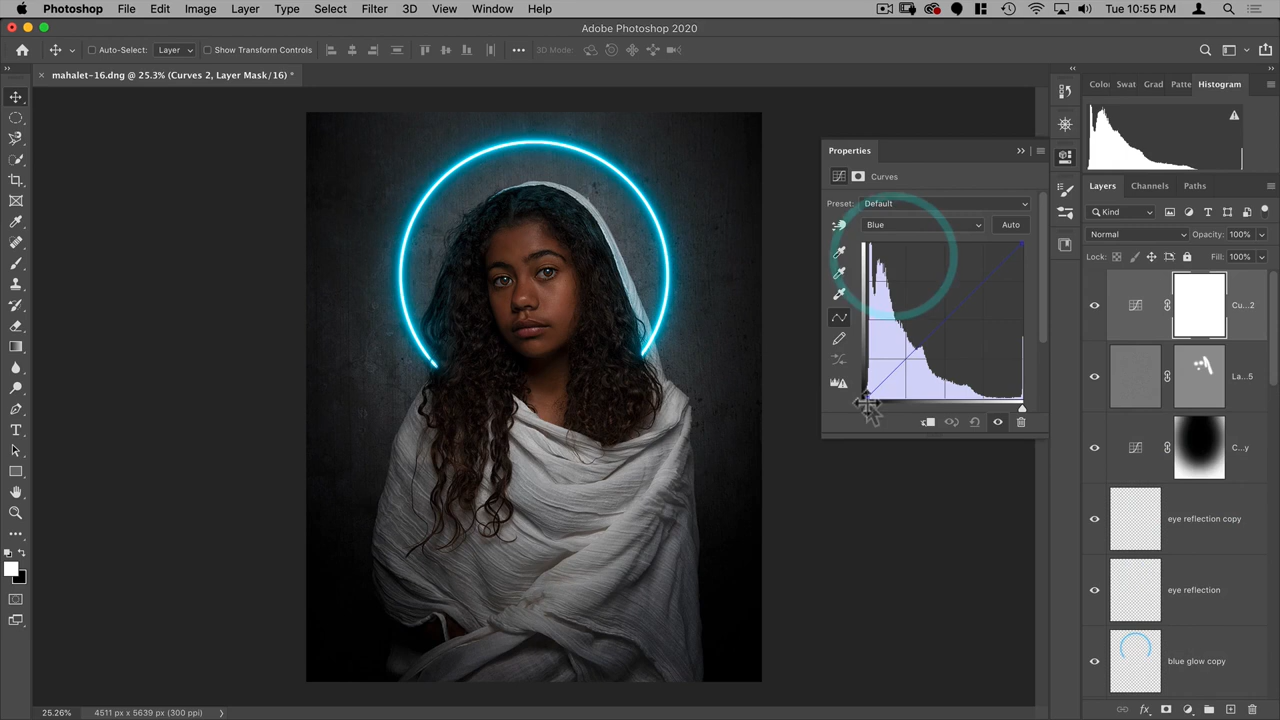 Photoshop File Edit Image Layer Type Select Filter 3D View Window Help Tue 10:55 PM
Adobe Photoshop 2020
Auto-Select: Layer Show Transform Controls 3D Mode:
mahalet-16.dng @ 25.3% (Curves 2, Layer Mask/16) *
Color Swat Grad Patte Histogram
Properties
Curves
Preset: Default
Blue Auto
Layers Channels Paths
Kind
Normal Opacity: 100%
Lock: Fill: 100%
Cu...2
La...5
C...y
eye reflection copy
eye reflection
blue glow copy
25.26% 4511 px x 5639 px (300 ppi)